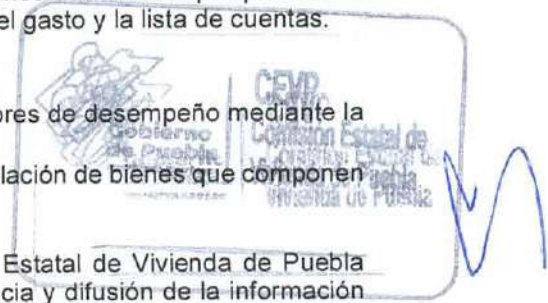 el gasto y la lista de cuentas.
ores de desempeño mediante la
Gobierno
de Puebla
CEVP
Comisión Estatal de
Vivienda de Puebla
lación de bienes que componen
Estatal de Vivienda de Puebla
cia y difusión de la información